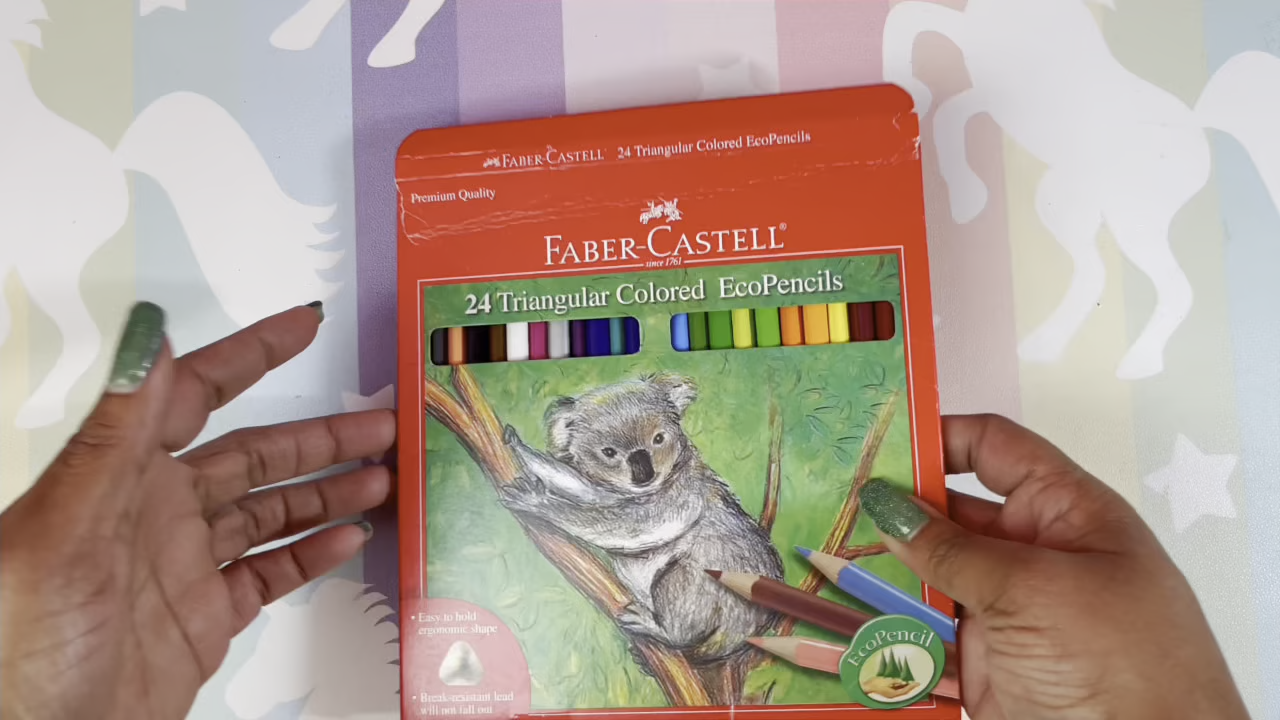 FABER-CASTELL 24 Triangular Colored EcoPencils
Premium Quality
FABER-CASTELL®
since 1761
24 Triangular Colored EcoPencils
• Easy to hold
ergonomic shape
• Break-resistant lead
will not fall out
EcoPencil